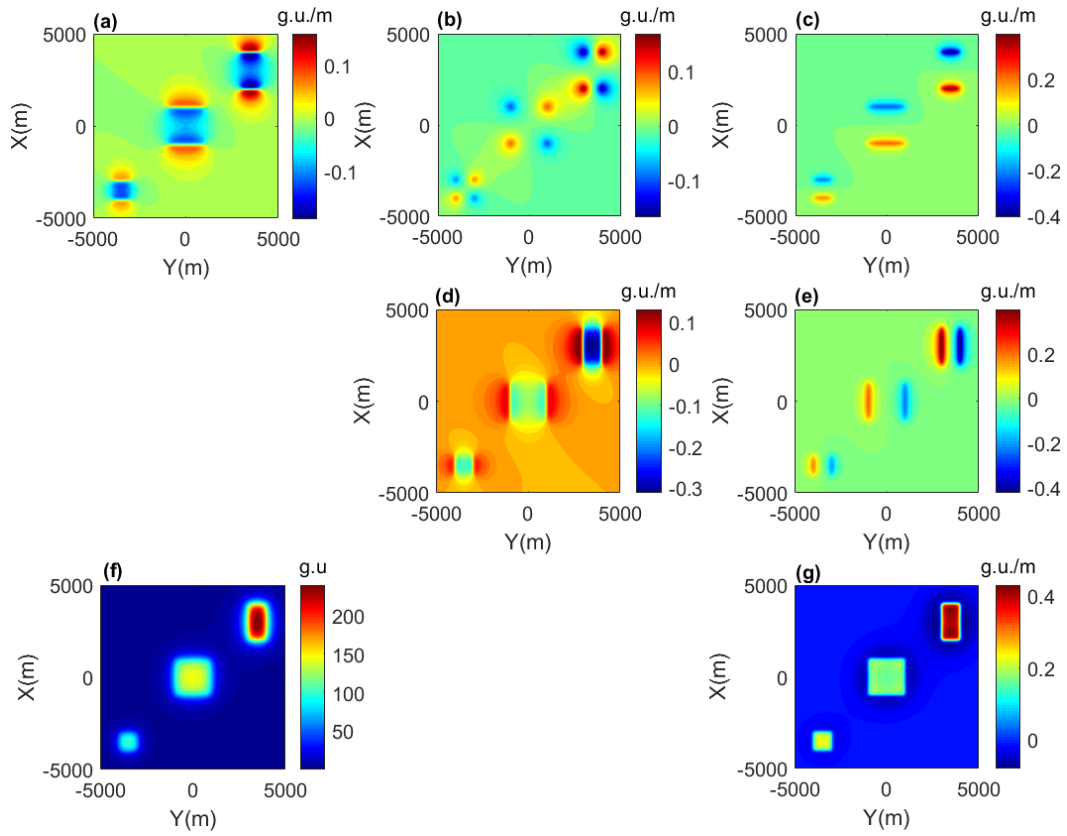 (a) g.u./m
5000
0
-5000
X(m)
-5000 0 5000
Y(m)
0.1
0
-0.1
(b) g.u./m
5000
0
-5000
X(m)
-5000 0 5000
Y(m)
0.1
0
-0.1
(c) g.u./m
5000
0
-5000
X(m)
-5000 0 5000
Y(m)
0.2
0
-0.2
-0.4
(d) g.u./m
5000
0
-5000
X(m)
-5000 0 5000
Y(m)
0.1
0
-0.1
-0.2
-0.3
(e) g.u./m
5000
0
-5000
X(m)
-5000 0 5000
Y(m)
0.2
0
-0.2
-0.4
(f) g.u
5000
0
-5000
X(m)
-5000 0 5000
Y(m)
200
150
100
50
(g) g.u./m
5000
0
-5000
X(m)
-5000 0 5000
Y(m)
0.4
0.2
0